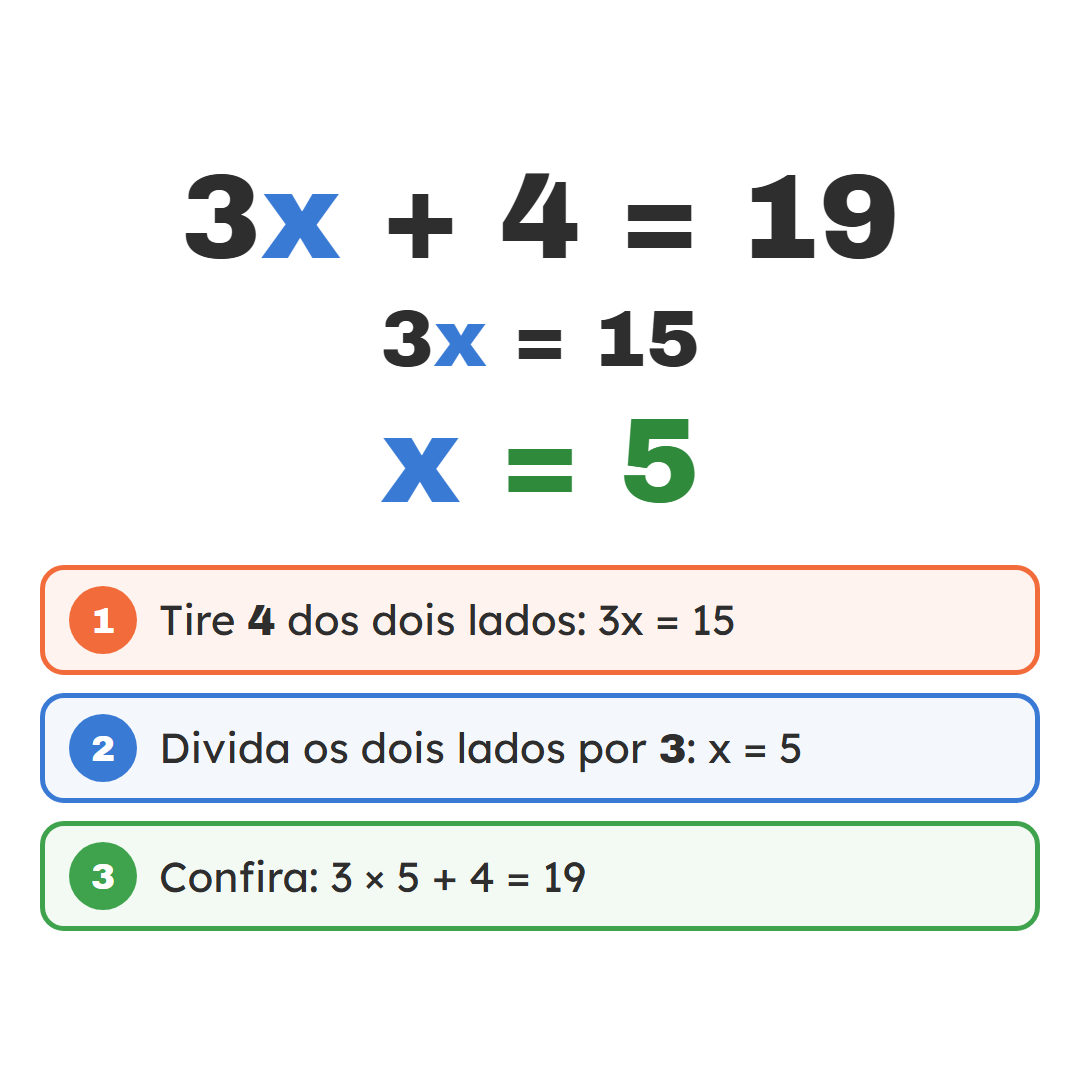 3x + 4 = 19
3x = 15
x = 5
1 Tire 4 dos dois lados: 3x = 15
2 Divida os dois lados por 3: x = 5
3 Confira: 3 × 5 + 4 = 19